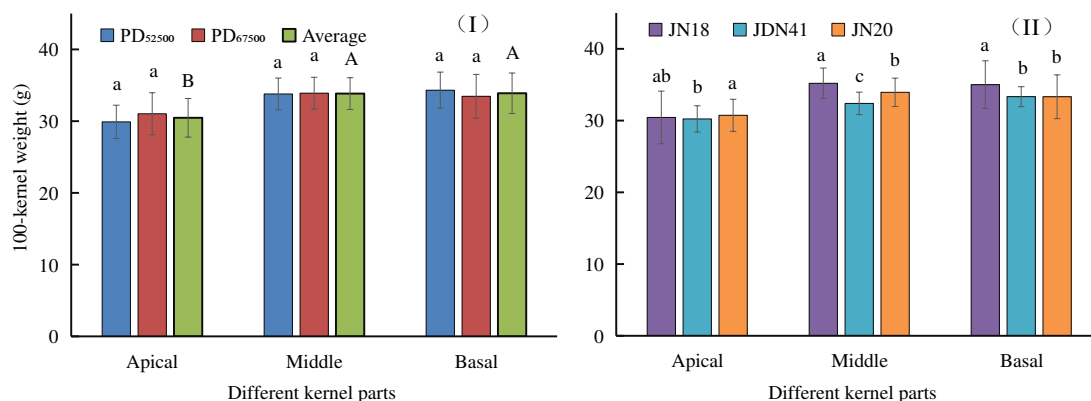 (Ⅰ)
PD52500 PD67500 Average
40
30
20
10
0
100-kernel weight (g)
a a B
a a A
a a A
Apical Middle Basal
Different kernel parts
(Ⅱ)
JN18 JDN41 JN20
40
30
20
10
0
ab b a
a c b
a b b
Apical Middle Basal
Different kernel parts